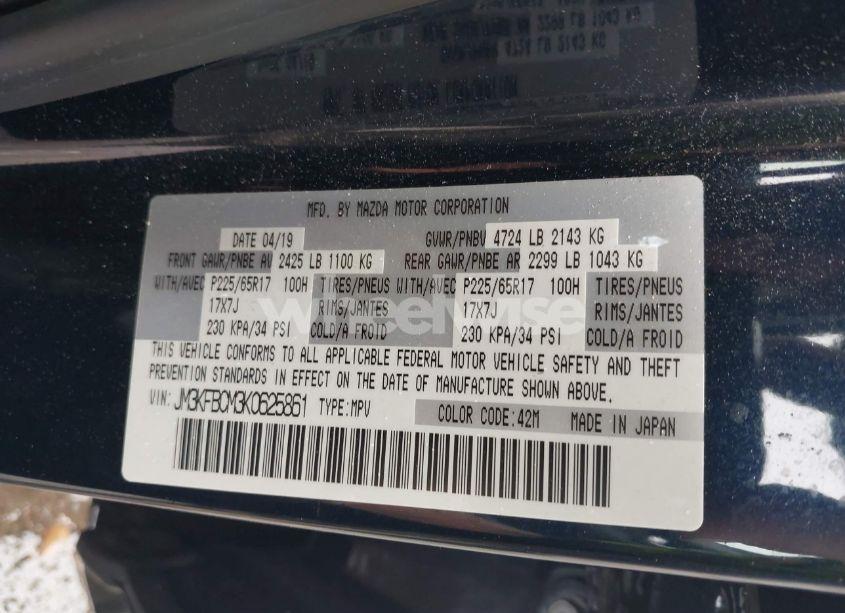 MFD. BY MAZDA MOTOR CORPORATION
DATE 04/19 GVWR/PNBV 4724 LB 2143 KG
FRONT GAWR/PNBE AV 2425 LB 1100 KG REAR GAWR/PNBE AR 2299 LB 1043 KG
WITH/AVEC P225/65R17 100H TIRES/PNEUS WITH/AVEC P225/65R17 100H TIRES/PNEUS
17X7J RIMS/JANTES 17X7J RIMS/JANTES
230 KPA/34 PSI COLD/A FROID 230 KPA/34 PSI COLD/A FROID
wheelwise
THIS VEHICLE CONFORMS TO ALL APPLICABLE FEDERAL MOTOR VEHICLE SAFETY AND THEFT
PREVENTION STANDARDS IN EFFECT ON THE DATE OF MANUFACTURE SHOWN ABOVE.
VIN: JM3KFBCM3K0625861 TYPE:MPV COLOR CODE:42M MADE IN JAPAN